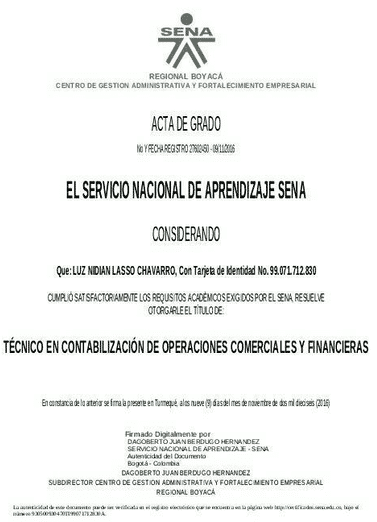 SENA
REGIONAL BOYACÁ
CENTRO DE GESTION ADMINISTRATIVA Y FORTALECIMIENTO EMPRESARIAL
ACTA DE GRADO
No Y FECHA REGISTRO 27602450 - 09/11/2016
EL SERVICIO NACIONAL DE APRENDIZAJE SENA
CONSIDERANDO
Que: LUZ NIDIAN LASSO CHAVARRO, Con Tarjeta de Identidad No. 99.071.712.830
CUMPLIÓ SATISFACTORIAMENTE LOS REQUISITOS ACADÉMICOS EXIGIDOS POR EL SENA, RESUELVE
OTORGARLE EL TÍTULO DE:
TÉCNICO EN CONTABILIZACIÓN DE OPERACIONES COMERCIALES Y FINANCIERAS
En constancia de lo anterior se firma la presente en Turmequé, a los nueve (9) días del mes de noviembre de dos mil dieciséis (2016)
Firmado Digitalmente por
DAGOBERTO JUAN BERDUGO HERNANDEZ
SERVICIO NACIONAL DE APRENDIZAJE - SENA
Autenticidad del Documento
Bogotá - Colombia
DAGOBERTO JUAN BERDUGO HERNANDEZ
SUBDIRECTOR CENTRO DE GESTION ADMINISTRATIVA Y FORTALECIMIENTO EMPRESARIAL
REGIONAL BOYACÁ
La autenticidad de este documento puede ser verificada en el registro electrónico que se encuentra en la página web http://certificados.sena.edu.co, bajo el
número